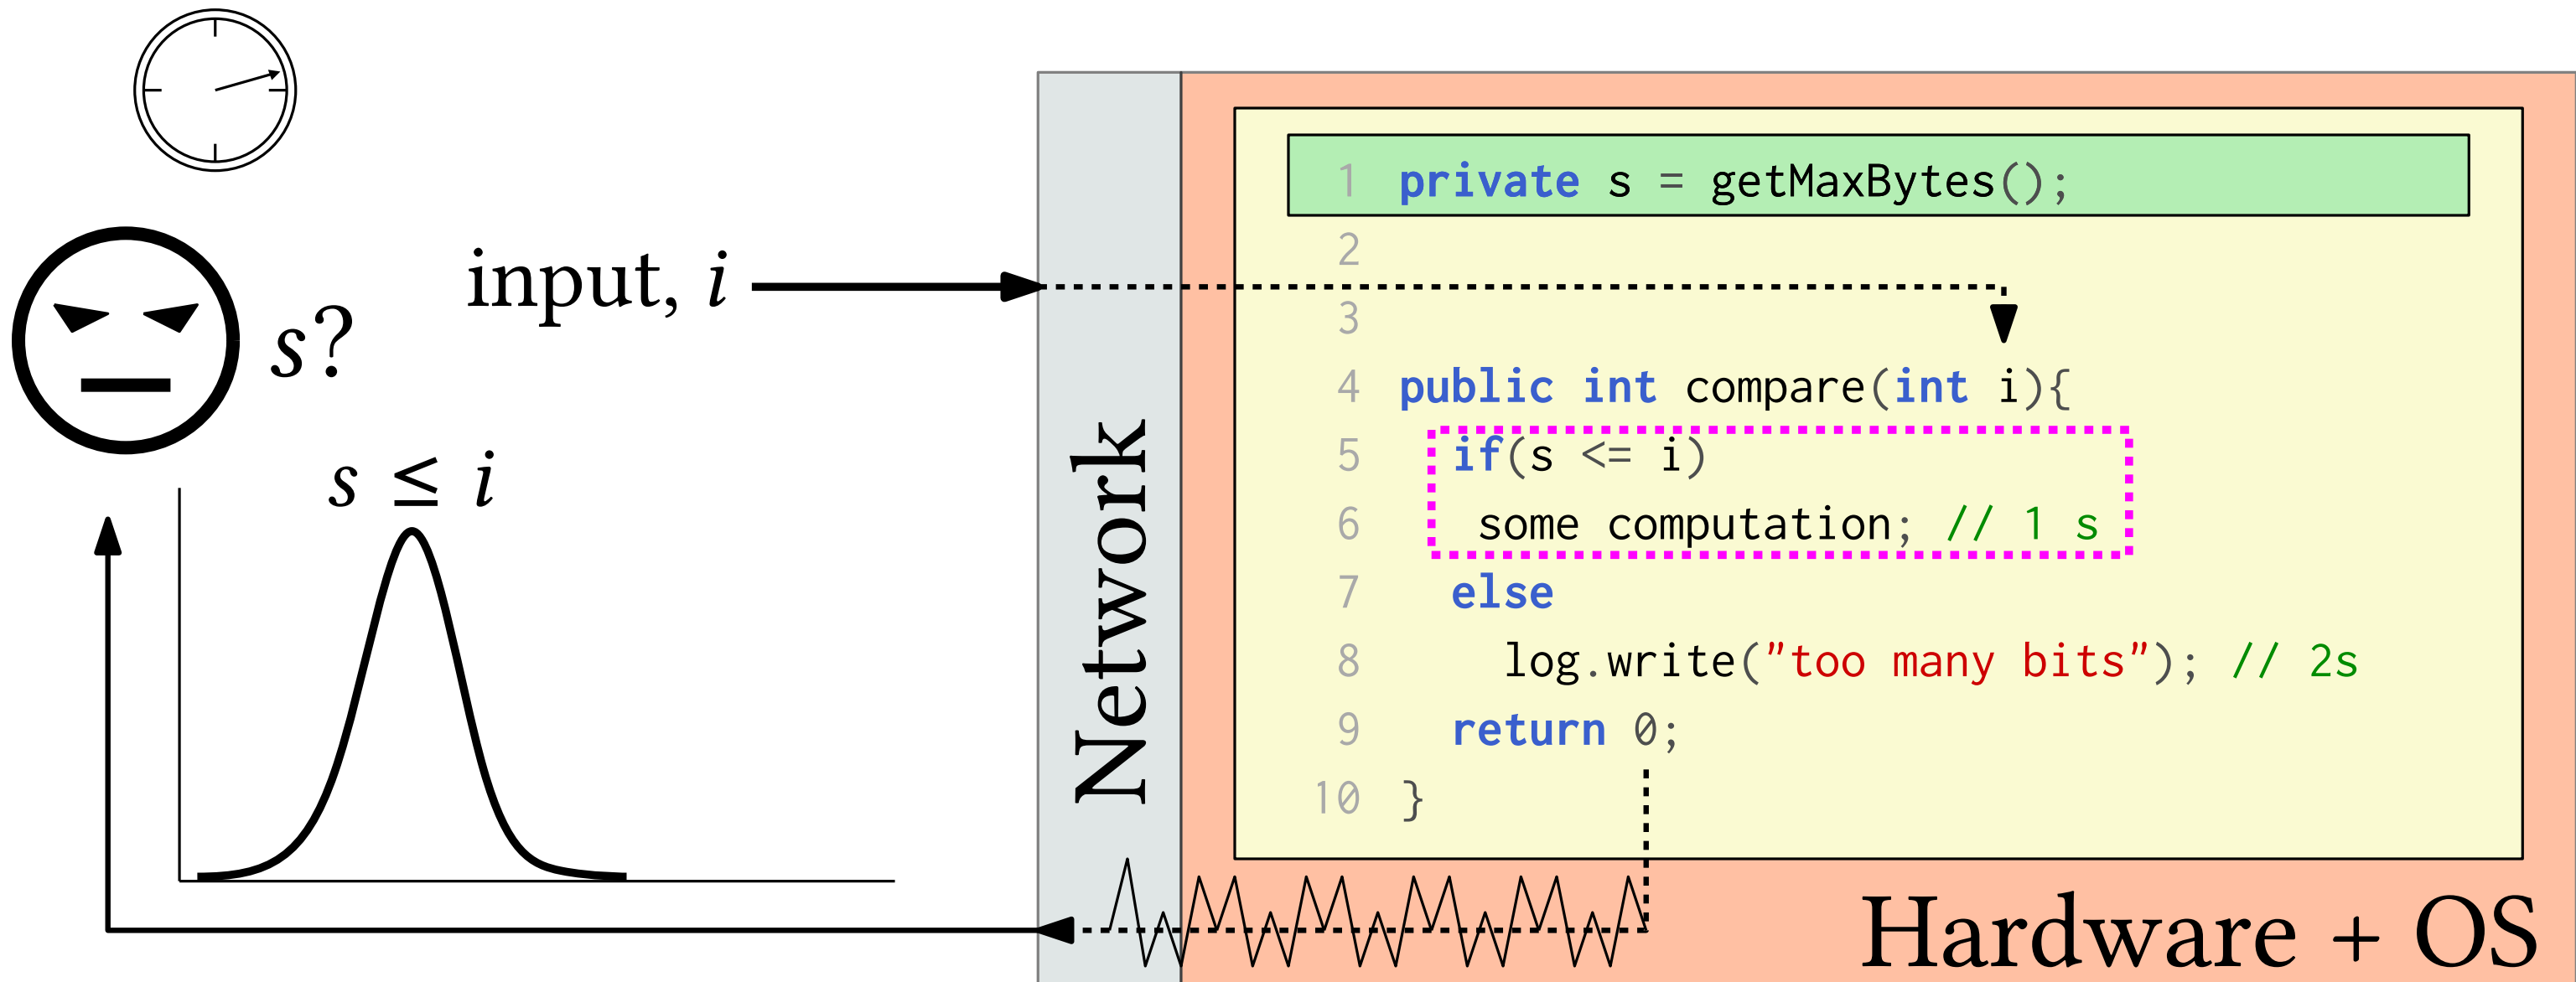 input, i
s?
s ≤ i
Network
1 private s = getMaxBytes();
2
3
4 public int compare(int i){
5 if(s <= i)
6 some computation; // 1 s
7 else
8 log.write("too many bits"); // 2s
9 return 0;
10 }
Hardware + OS